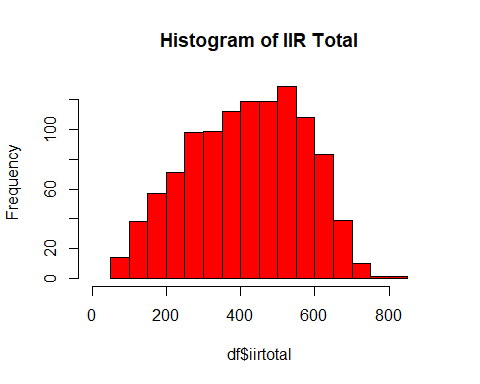 Histogram of IIR Total
Frequency
0 20 60 100
0 200 400 600 800
df$iirtotal